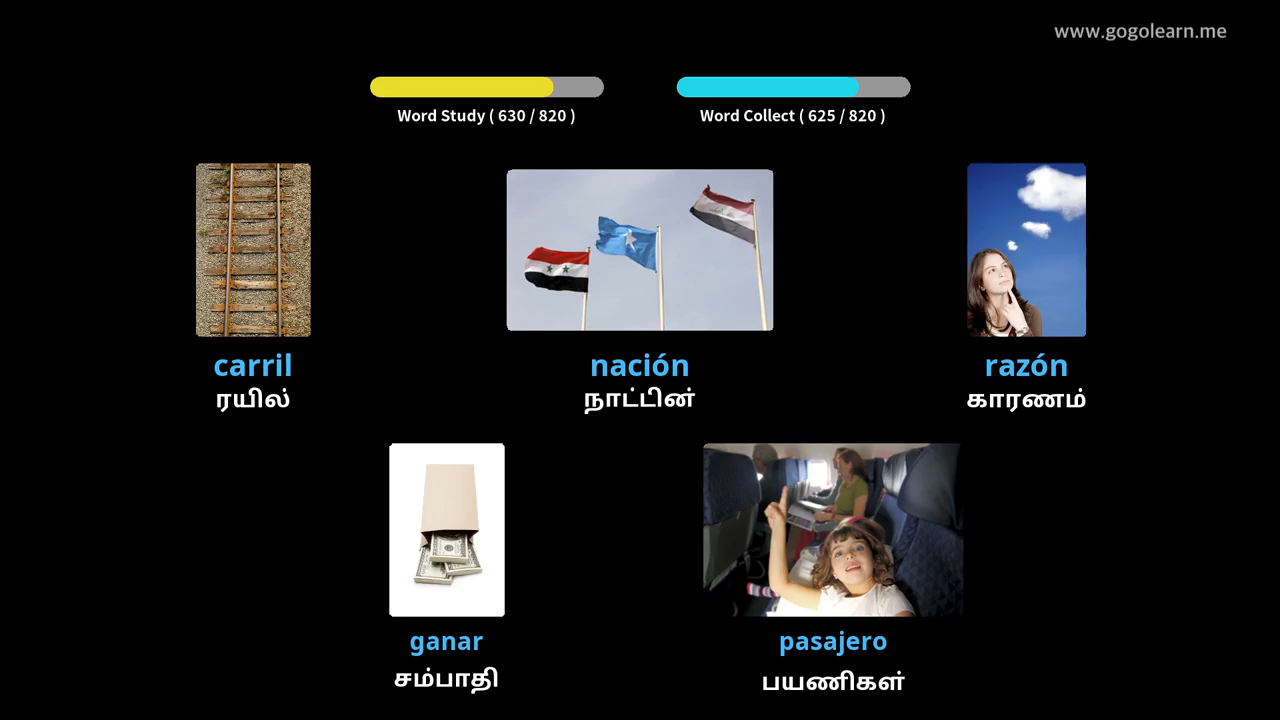 www.gogolearn.me
Word Study ( 630 / 820 )
Word Collect ( 625 / 820 )
carril
ரயில்
nación
நாட்டின்
razón
காரணம்
ganar
சம்பாதி
pasajero
பயணிகள்